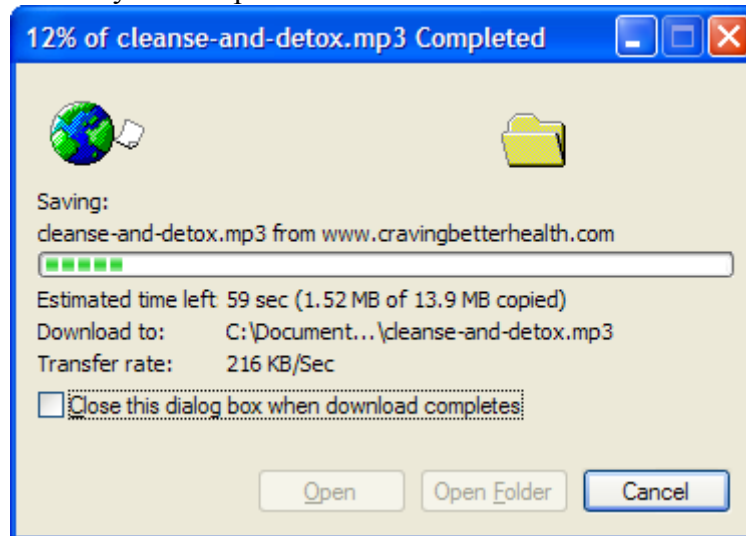 12% of cleanse-and-detox.mp3 Completed
Saving:
cleanse-and-detox.mp3 from www.cravingbetterhealth.com
Estimated time left 59 sec (1.52 MB of 13.9 MB copied)
Download to: C:\Document...\cleanse-and-detox.mp3
Transfer rate: 216 KB/Sec
Close this dialog box when download completes
Open Open Folder Cancel